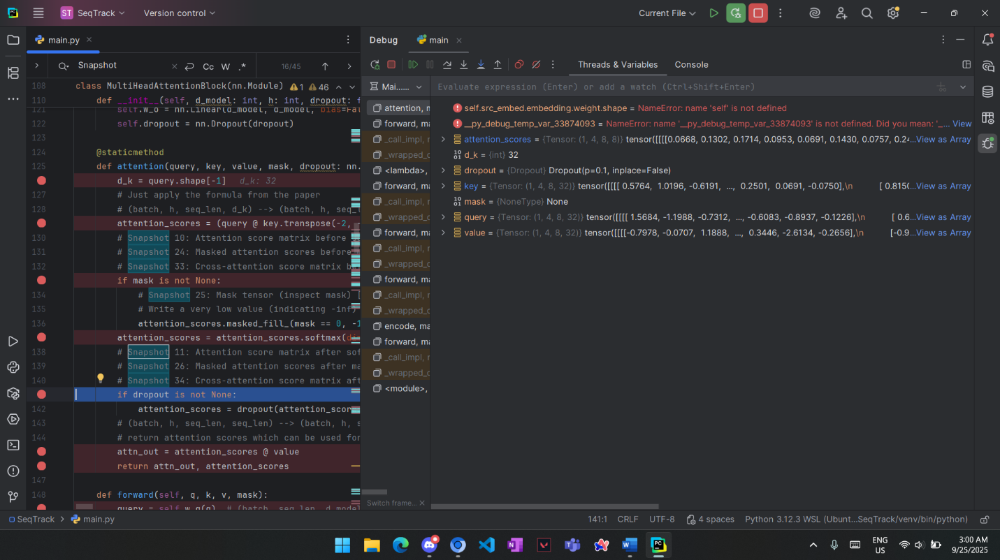 ST SeqTrack Version control Current File
main.py
Snapshot Cc W .* 16/45
108 class MultiHeadAttentionBlock(nn.Module) 1 46
110 def __init__(self, d_model: int, h: int, dropout: f
121 self.w_o = nn.Linear(d_model, d_model, bias=Fal
122 self.dropout = nn.Dropout(dropout)
123
124 @staticmethod
125 def attention(query, key, value, mask, dropout: nn.
d_k = query.shape[-1] d_k: 32
127 # Just apply the formula from the paper
128 # (batch, h, seq_len, d_k) --> (batch, h, seq_l
attention_scores = (query @ key.transpose(-2,
130 # Snapshot 10: Attention score matrix before
131 # Snapshot 24: Masked attention scores before
132 # Snapshot 33: Cross-attention score matrix be
if mask is not None:
134 # Snapshot 25: Mask tensor (inspect mask) [
135 # Write a very low value (indicating -inf)
136 attention_scores.masked_fill_(mask == 0, -1
attention_scores = attention_scores.softmax(di
138 # Snapshot 11: Attention score matrix after sof
139 # Snapshot 26: Masked attention scores after ma
140 # Snapshot 34: Cross-attention score matrix aft
if dropout is not None:
142 attention_scores = dropout(attention_scor
143 # (batch, h, seq_len, seq_len) --> (batch, h, s
144 # return attention scores which can be used for
attn_out = attention_scores @ value
return attn_out, attention_scores
147
148 def forward(self, q, k, v, mask):
query = self.w_q(q) # (batch, seq_len, d_model
Debug main
Threads & Variables Console
Mai...... Evaluate expression (Enter) or add a watch (Ctrl+Shift+Enter)
attention, m
forward, ma
_call_impl, r
_wrapped_c
<lambda>,
forward, ma
_call_impl, r
_wrapped_c
forward, ma
_call_impl, r
_wrapped_c
forward, ma
_call_impl, r
_wrapped_c
encode, ma
forward, ma
_call_impl, r
_wrapped_c
<module>,
Switch frame...
self.src_embed.embedding.weight.shape = NameError: name 'self' is not defined
__py_debug_temp_var_33874093 = NameError: name '__py_debug_temp_var_33874093' is not defined. Did you mean: '_... View
attention_scores = {Tensor: (1, 4, 8, 8)} tensor([[[[0.0668, 0.1302, 0.1714, 0.0953, 0.0691, 0.1430, 0.0757, 0.24...View as Array
d_k = {int} 32
dropout = {Dropout} Dropout(p=0.1, inplace=False)
key = {Tensor: (1, 4, 8, 32)} tensor([[[[ 0.5764, 1.0196, -0.6191, ..., 0.2501, 0.0691, -0.0750],\n [ 0.815(...View as Array
mask = {NoneType} None
query = {Tensor: (1, 4, 8, 32)} tensor([[[[ 1.5684, -1.1988, -0.7312, ..., -0.6083, -0.8937, -0.1226],\n [ 0.6...View as Array
value = {Tensor: (1, 4, 8, 32)} tensor([[[[-0.7978, -0.0707, 1.1888, ..., 0.3446, -2.6134, -0.2656],\n [-0.9...View as Array
SeqTrack main.py 141:1 CRLF UTF-8 4 spaces Python 3.12.3 WSL (Ubunt...SeqTrack/venv/bin/python)
ENG
US
3:00 AM
9/25/2025